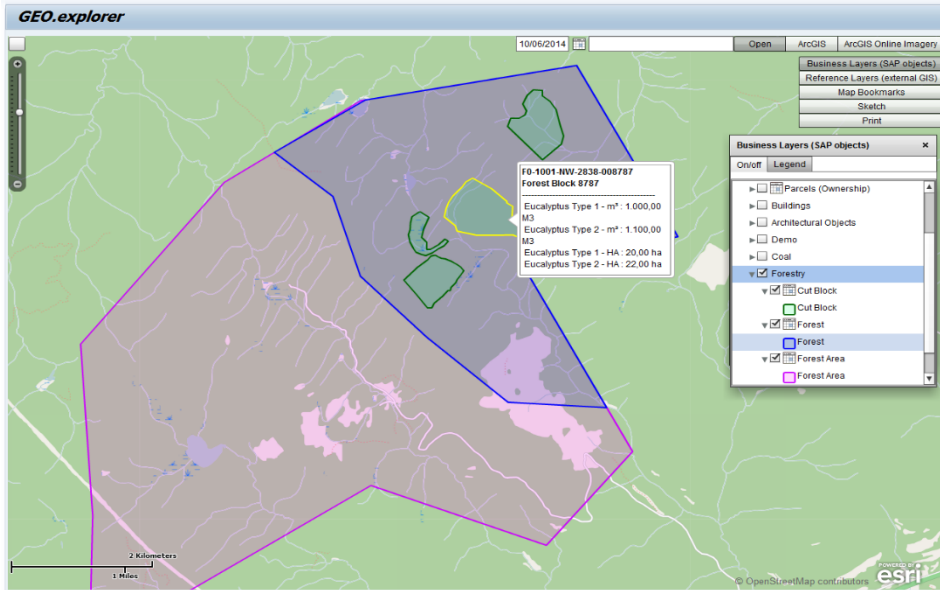 GEO.explorer
10/06/2014
Open
ArcGIS
ArcGIS Online Imagery
Business Layers (SAP objects)
Reference Layers (external GIS)
Map Bookmarks
Sketch
Print
Business Layers (SAP objects)
On/off
Legend
Parcels (Ownership)
Buildings
Architectural Objects
Demo
Coal
Forestry
Cut Block
Cut Block
Forest
Forest
Forest Area
Forest Area
F0-1001-NW-2838-008787
Forest Block 8787
Eucalyptus Type 1 - m³ : 1.000,00
M3
Eucalyptus Type 2 - m³ : 1.100,00
M3
Eucalyptus Type 1 - HA : 20,00 ha
Eucalyptus Type 2 - HA : 22,00 ha
2 Kilometers
1 Miles
© OpenStreetMap contributors
POWERED BY
esri